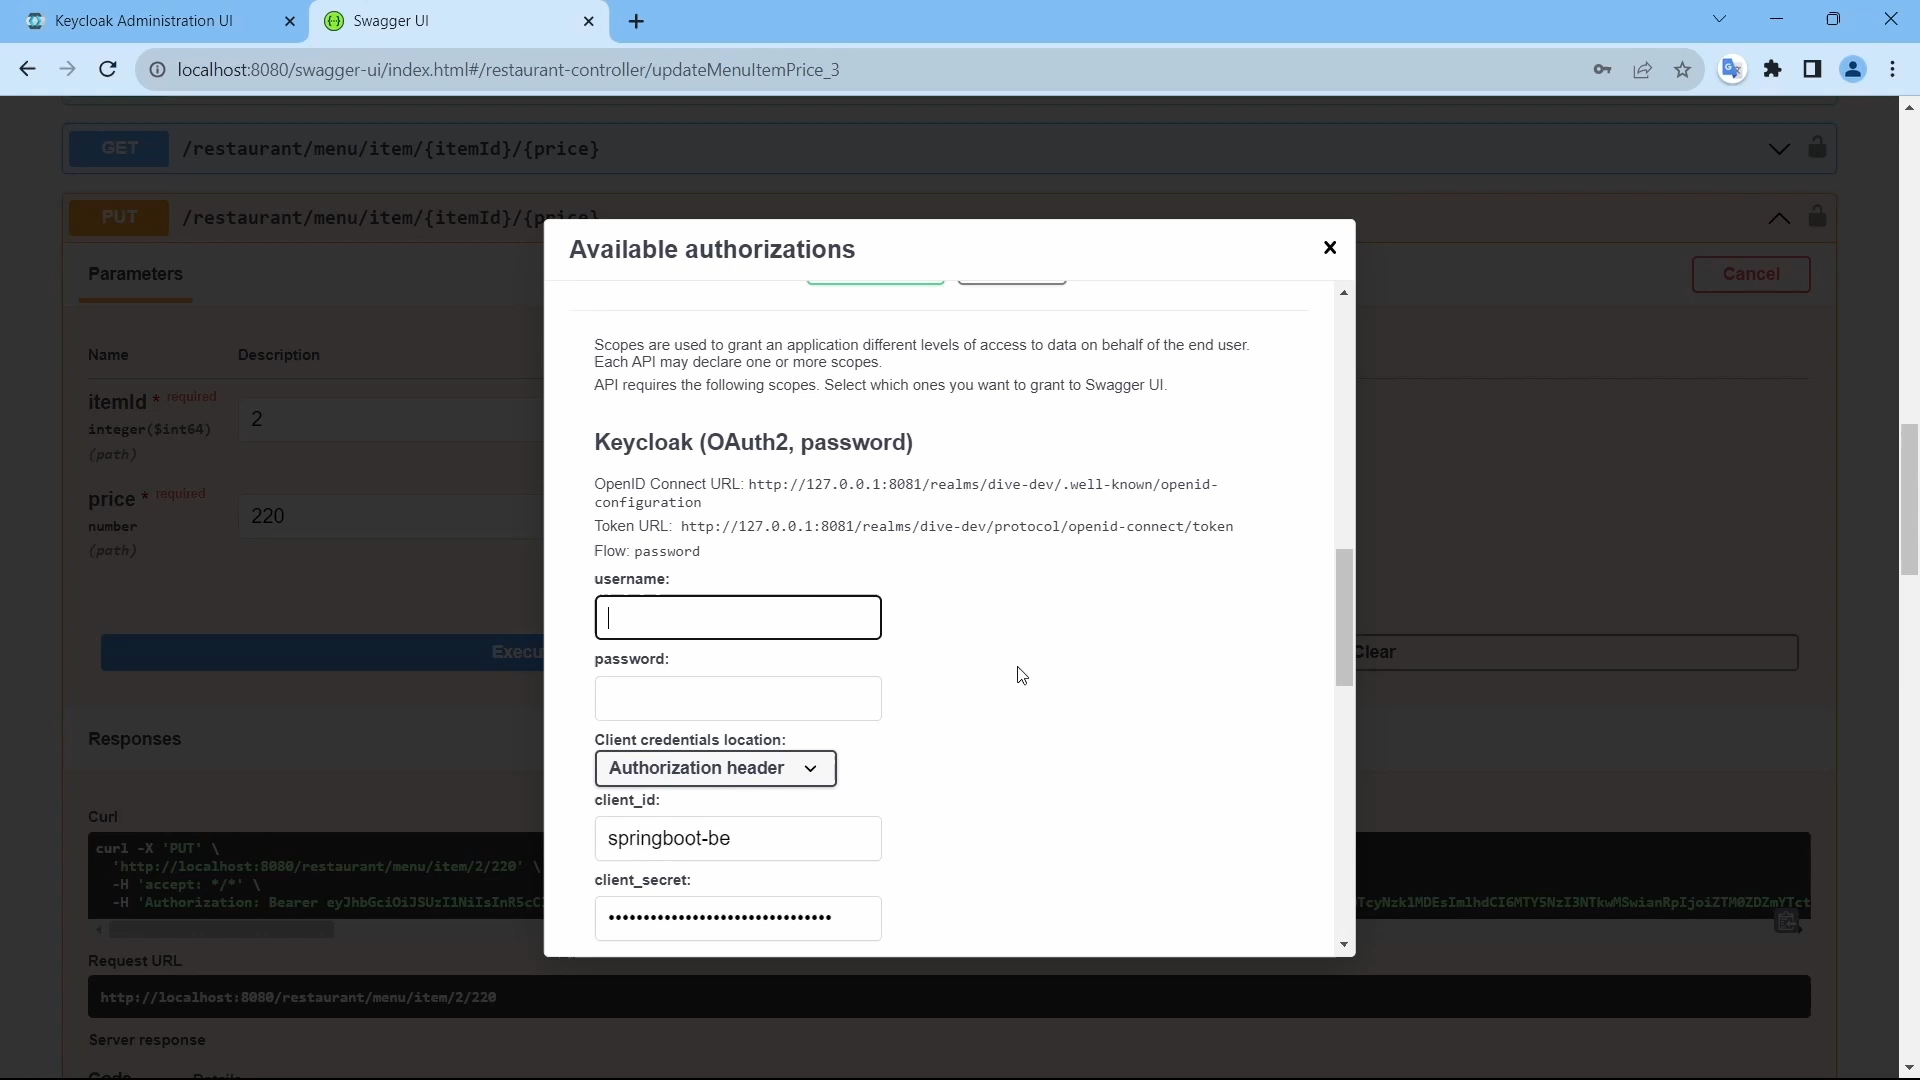 Keycloak Administration UI
Swagger UI
localhost:8080/swagger-ui/index.html#/restaurant-controller/updateMenuItemPrice_3
GET /restaurant/menu/item/{itemId}/{price}
PUT /restaurant/menu/item/{itemId}/{price}
Available authorizations
Parameters
Cancel
Scopes are used to grant an application different levels of access to data on behalf of the end user.
Each API may declare one or more scopes.
API requires the following scopes. Select which ones you want to grant to Swagger UI.
Name Description
itemId * required
integer($int64)
(path)
2
price * required
number
(path)
220
Keycloak (OAuth2, password)
OpenID Connect URL: http://127.0.0.1:8081/realms/dive-dev/.well-known/openid-
configuration
Token URL: http://127.0.0.1:8081/realms/dive-dev/protocol/openid-connect/token
Flow: password
username:
password:
Client credentials location:
Authorization header
client_id:
springboot-be
client_secret:
••••••••••••••••••••••••••••••••
Execu
Clear
Responses
Curl
curl -X 'PUT' \
'http://localhost:8080/restaurant/menu/item/2/220' \
-H 'accept: */*' \
Request URL
http://localhost:8080/restaurant/menu/item/2/220
Server response